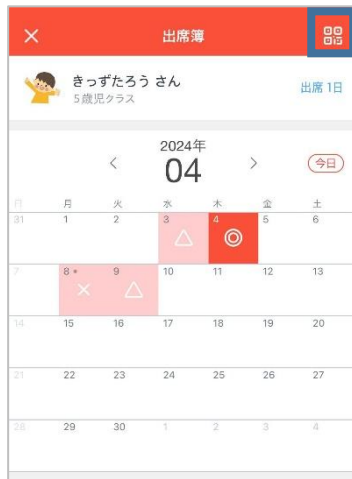 出席簿
きっずたろう さん
5歳児クラス
出席 1日
2024年
04
今日
日 月 火 水 木 金 土
31 1 2 3 4 5 6
7 8 9 10 11 12 13
14 15 16 17 18 19 20
21 22 23 24 25 26 27
28 29 30 1 2 3 4